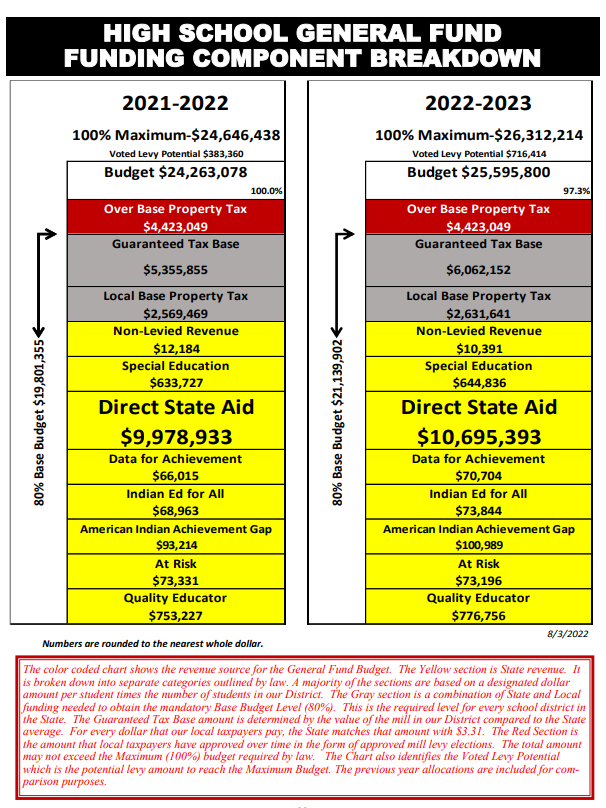 HIGH SCHOOL GENERAL FUND
FUNDING COMPONENT BREAKDOWN
2021-2022
100% Maximum-$24,646,438
Voted Levy Potential $383,360
Budget $24,263,078
100.0%
Over Base Property Tax
$4,423,049
Guaranteed Tax Base
$5,355,855
Local Base Property Tax
$2,569,469
Non-Levied Revenue
$12,184
Special Education
$633,727
Direct State Aid
$9,978,933
Data for Achievement
$66,015
Indian Ed for All
$68,963
American Indian Achievement Gap
$93,214
At Risk
$73,331
Quality Educator
$753,227
80% Base Budget $19,801,355
2022-2023
100% Maximum-$26,312,214
Voted Levy Potential $716,414
Budget $25,595,800
97.3%
Over Base Property Tax
$4,423,049
Guaranteed Tax Base
$6,062,152
Local Base Property Tax
$2,631,641
Non-Levied Revenue
$10,391
Special Education
$644,836
Direct State Aid
$10,695,393
Data for Achievement
$70,704
Indian Ed for All
$73,844
American Indian Achievement Gap
$100,989
At Risk
$73,196
Quality Educator
$776,756
80% Base Budget $21,139,902
8/3/2022
Numbers are rounded to the nearest whole dollar.
The color coded chart shows the revenue source for the General Fund Budget. The Yellow section is State revenue. It
is broken down into separate categories outlined by law. A majority of the sections are based on a designated dollar
amount per student times the number of students in our District. The Gray section is a combination of State and Local
funding needed to obtain the mandatory Base Budget Level (80%). This is the required level for every school district in
the State. The Guaranteed Tax Base amount is determined by the value of the mill in our District compared to the State
average. For every dollar that our local taxpayers pay, the State matches that amount with $3.31. The Red Section is
the amount that local taxpayers have approved over time in the form of approved mill levy elections. The total amount
may not exceed the Maximum (100%) budget required by law. The Chart also identifies the Voted Levy Potential
which is the potential levy amount to reach the Maximum Budget. The previous year allocations are included for com-
parison purposes.